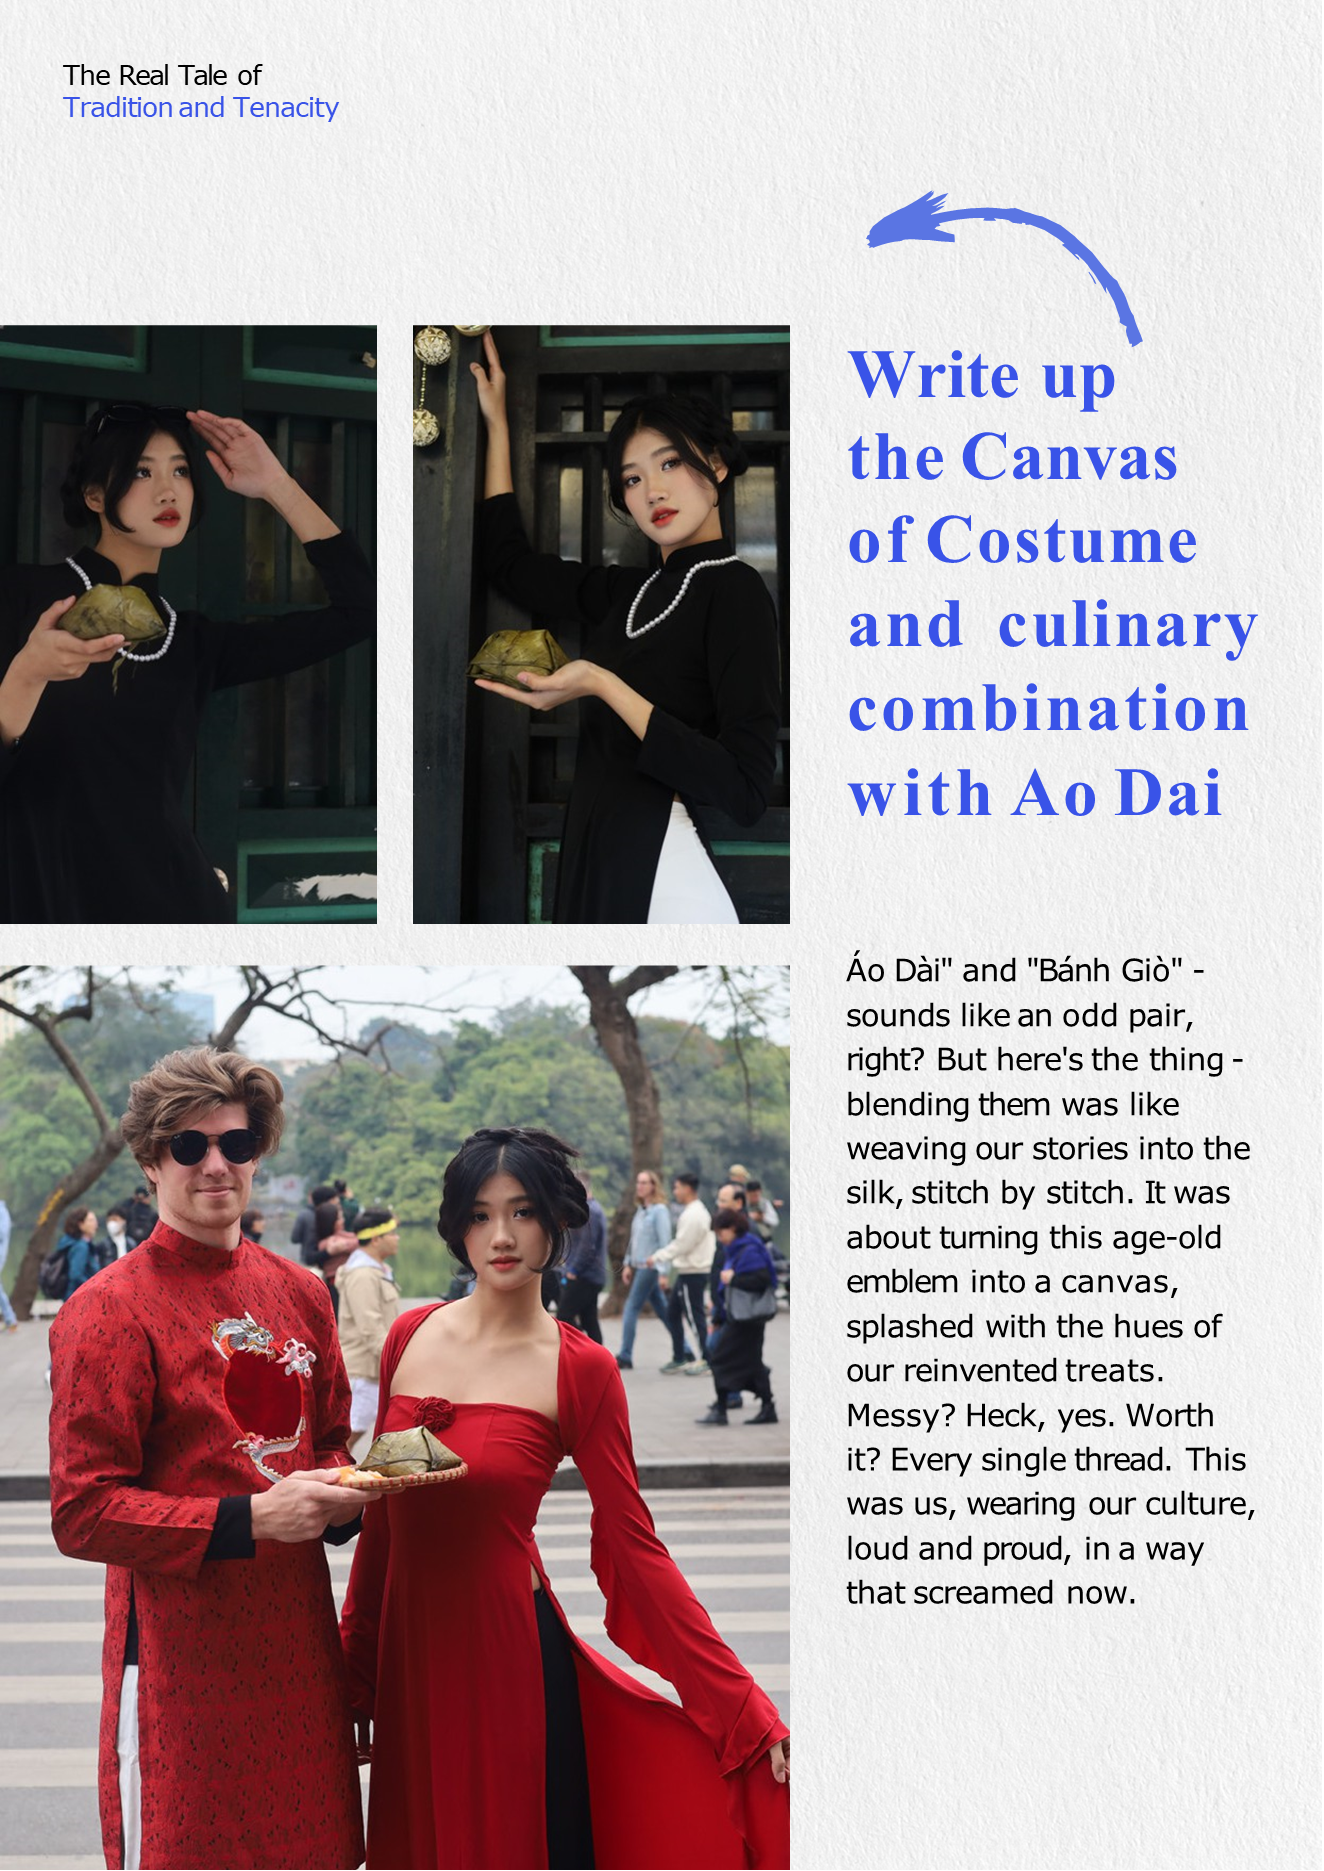 The Real Tale of
Tradition and Tenacity
Write up
the Canvas
of Costume
and culinary
combination
with Ao Dai
Áo Dài" and "Bánh Giò" -
sounds like an odd pair,
right? But here's the thing -
blending them was like
weaving our stories into the
silk, stitch by stitch. It was
about turning this age-old
emblem into a canvas,
splashed with the hues of
our reinvented treats.
Messy? Heck, yes. Worth
it? Every single thread. This
was us, wearing our culture,
loud and proud, in a way
that screamed now.